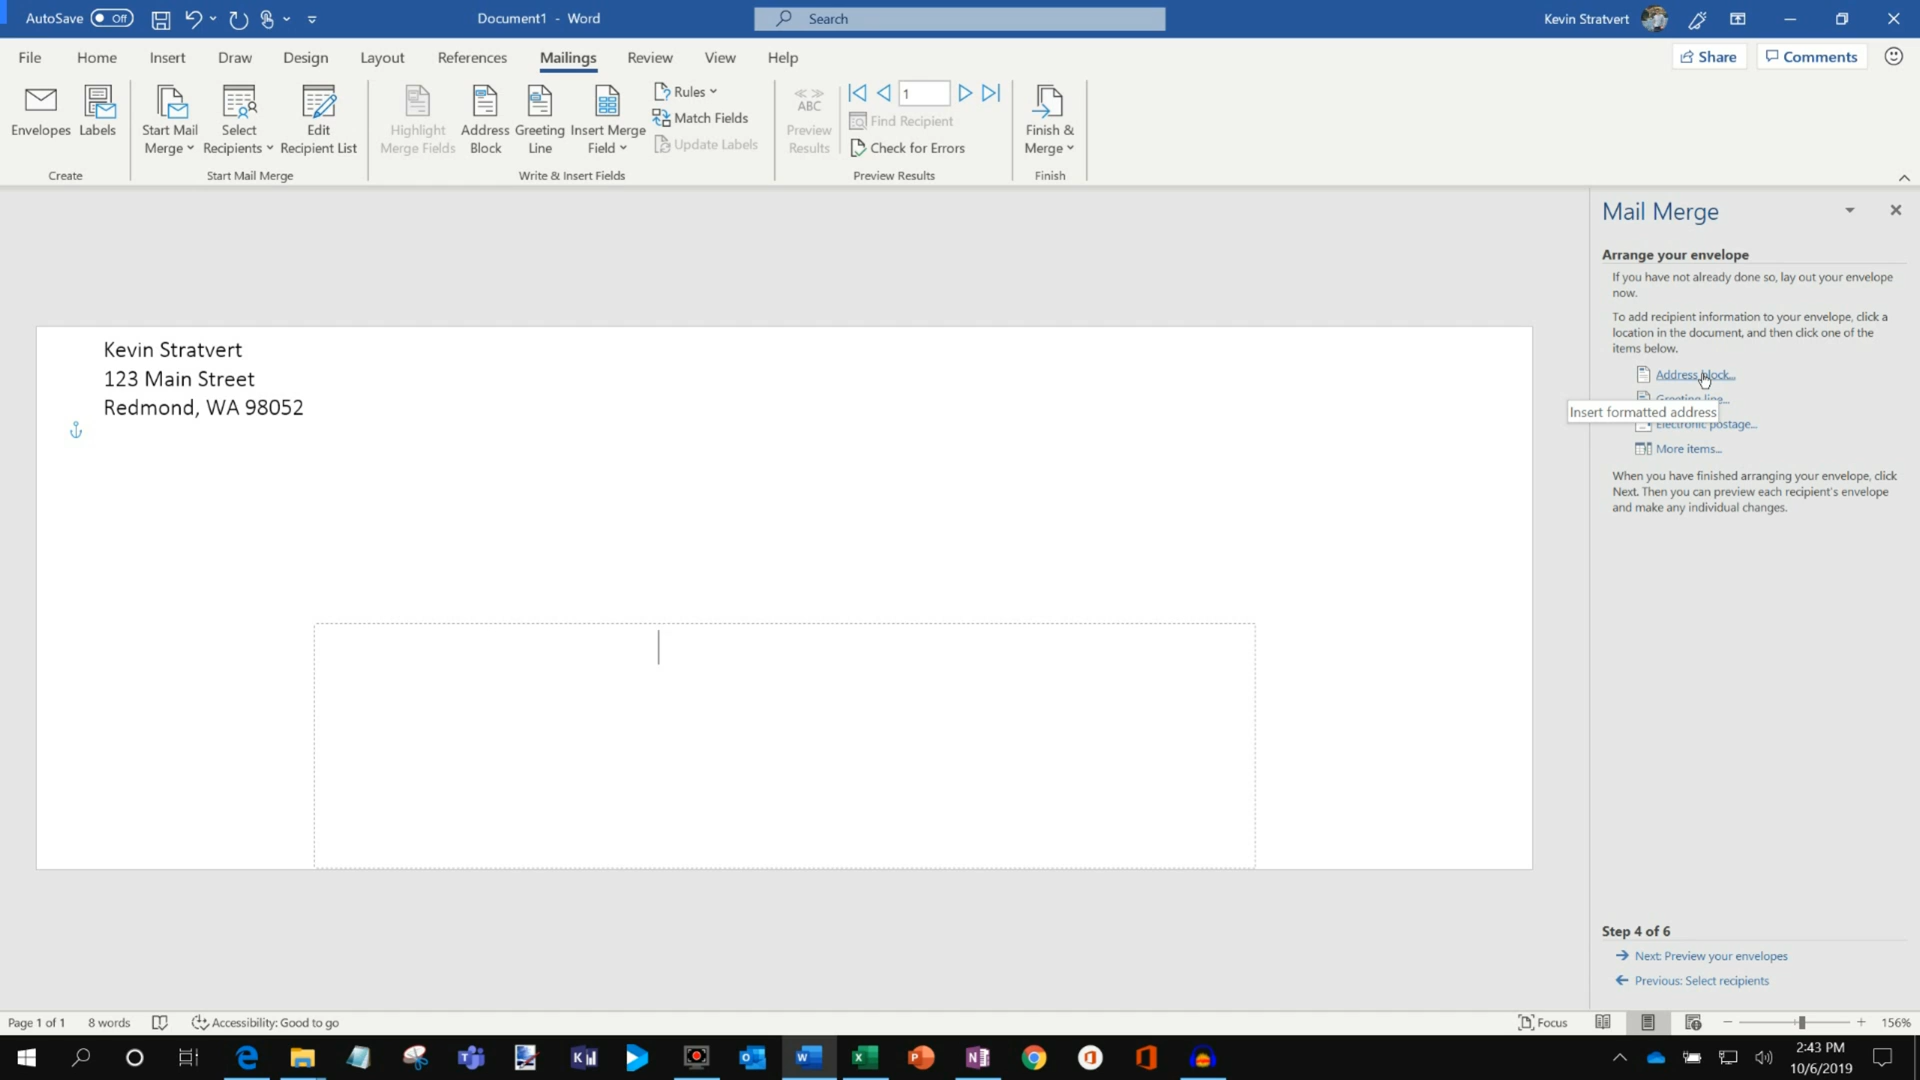 AutoSave Off
Document1 - Word
Search
Kevin Stratvert
File Home Insert Draw Design Layout References Mailings Review View Help
Share Comments
Envelopes
Labels
Start Mail
Merge
Select
Recipients
Edit
Recipient List
Highlight
Merge Fields
Address
Block
Greeting
Line
Insert Merge
Field
Rules
Match Fields
Update Labels
ABC
Preview
Results
1
Find Recipient
Check for Errors
Finish &
Merge
Create
Start Mail Merge
Write & Insert Fields
Preview Results
Finish
Kevin Stratvert
123 Main Street
Redmond, WA 98052
Mail Merge
Arrange your envelope
If you have not already done so, lay out your envelope
now.
To add recipient information to your envelope, click a
location in the document, and then click one of the
items below.
Address block...
Greeting line...
Insert formatted address
Electronic postage...
More items...
When you have finished arranging your envelope, click
Next. Then you can preview each recipient's envelope
and make any individual changes.
Step 4 of 6
Next: Preview your envelopes
Previous: Select recipients
Page 1 of 1 8 words Accessibility: Good to go
Focus 156%
2:43 PM
10/6/2019